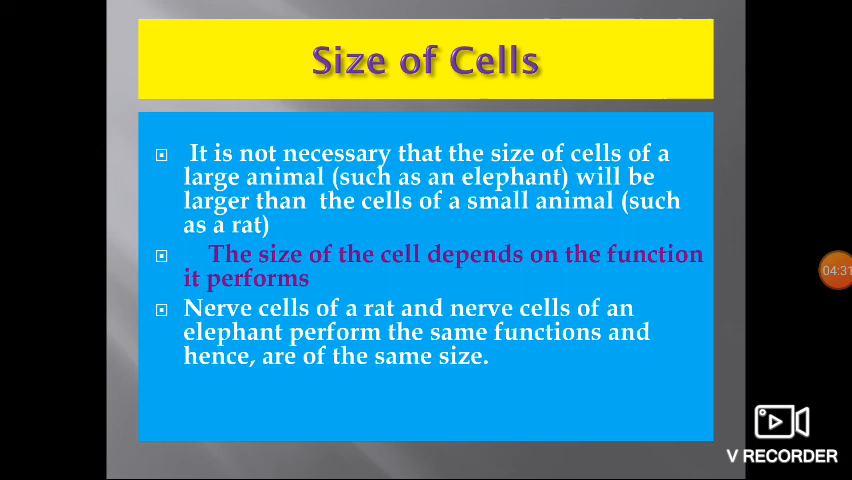 Size of Cells
It is not necessary that the size of cells of a
large animal (such as an elephant) will be
larger than the cells of a small animal (such
as a rat)
The size of the cell depends on the function
it performs
Nerve cells of a rat and nerve cells of an
elephant perform the same functions and
hence, are of the same size.
04:31
V RECORDER